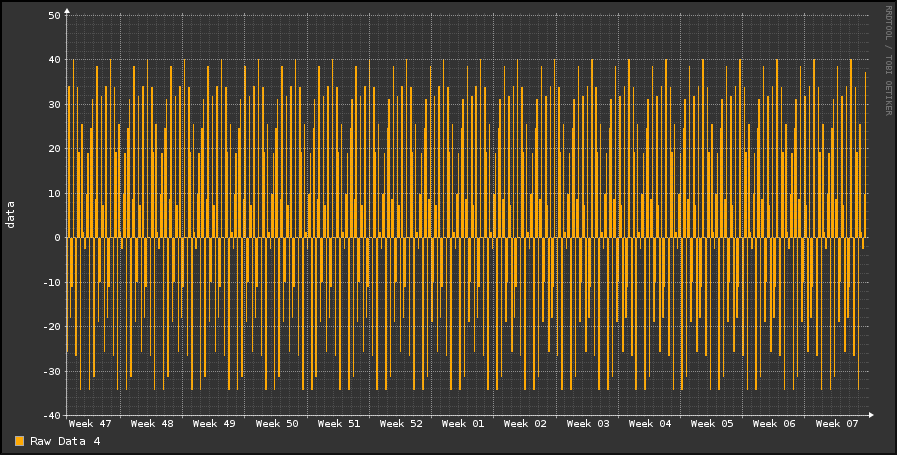 RRDTOOL / TOBI OETIKER
data
50
40
30
20
10
0
-10
-20
-30
-40
Week 47 Week 48 Week 49 Week 50 Week 51 Week 52 Week 01 Week 02 Week 03 Week 04 Week 05 Week 06 Week 07
Raw Data 4